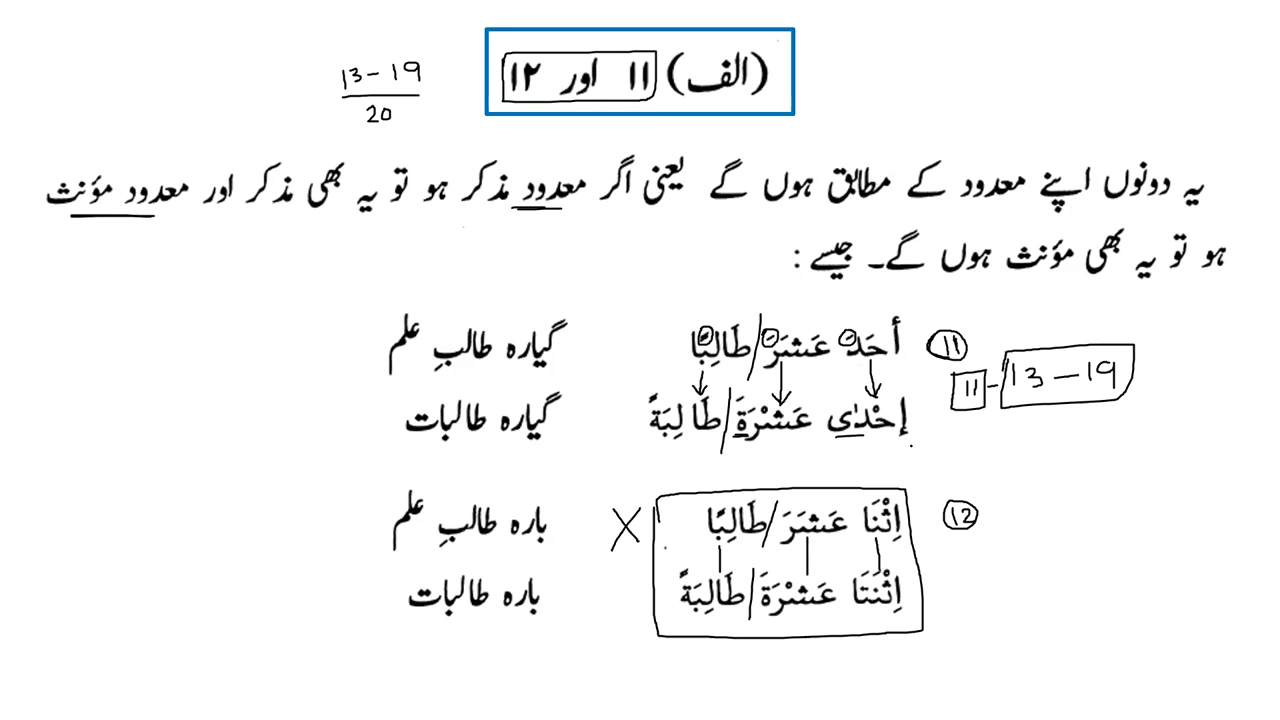 (الف) ۱۱ اور ۱۲
13 – 19
20
یہ دونوں اپنے معدود کے مطابق ہوں گے یعنی اگر معدود مذکر ہو تو یہ بھی مذکر اور معدود مؤنث
ہو تو یہ بھی مؤنث ہوں گے۔ جیسے :
11 أَحَدَ عَشَرَ / طَالِبًا گیارہ طالبِ علم
11 - 13 – 19
إِحْدٰى عَشْرَةَ / طَالِبَةً گیارہ طالبات
12 اِثْنَا عَشَرَ / طَالِبًا X بارہ طالبِ علم
اِثْنَتَا عَشْرَةَ / طَالِبَةً بارہ طالبات